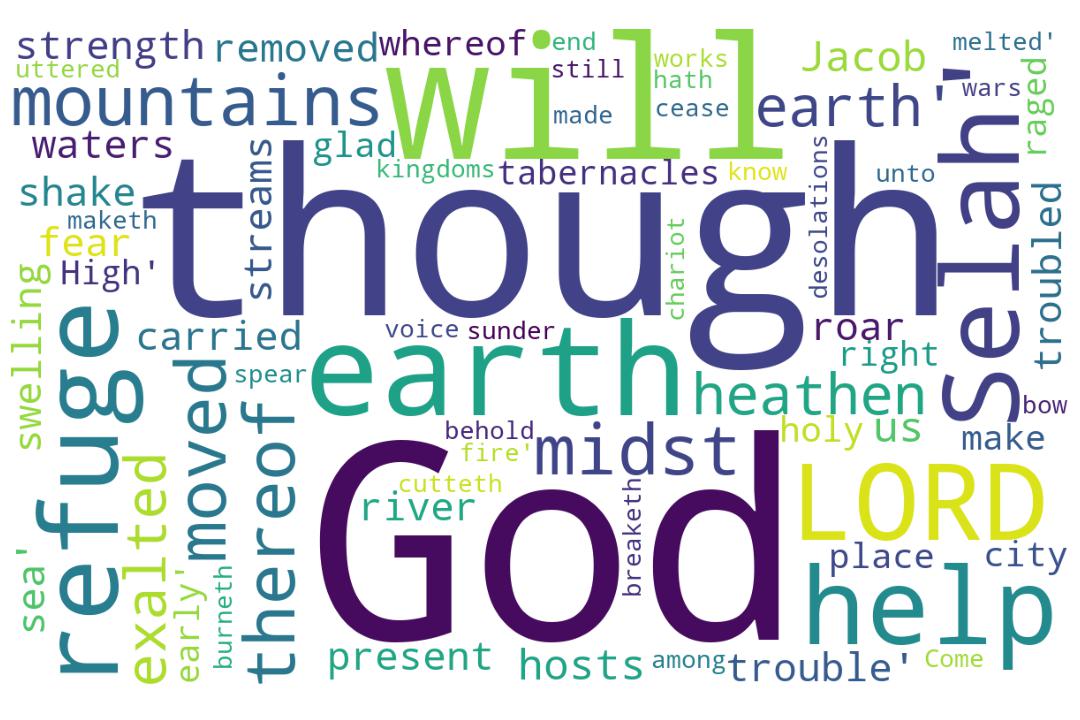 strength
removed
whereof
end
works
Jacob
melted'
uttered
still
hath
will
mountains
made
cease
earth'
wars
raged
waters
glad
kingdoms
tabernacles
know
unto
Selah'
shake
streams
though
desolations
maketh
fear
High'
chariot
troubled
swelling
refuge
carried
voice
sunder
roar
right
moved
spear
earth
heathen
bow
thereof
behold
midst
holy
us
make
exalted
fire'
cutteth
river
God
breaketh
LORD
sea'
place
city
early'
burneth
help
present
hosts
among
trouble'
Come